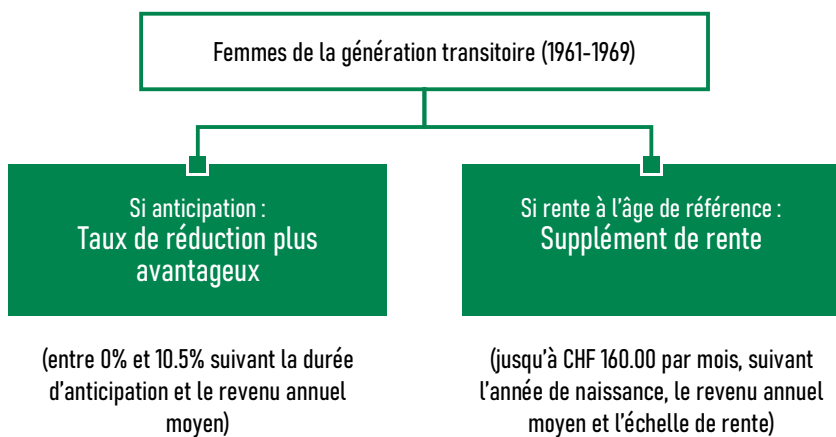 Femmes de la génération transitoire (1961-1969)
Si anticipation :
Taux de réduction plus
avantageux
(entre 0% et 10.5% suivant la durée
d'anticipation et le revenu annuel
moyen)
Si rente à l'âge de référence :
Supplément de rente
(jusqu'à CHF 160.00 par mois, suivant
l'année de naissance, le revenu annuel
moyen et l'échelle de rente)